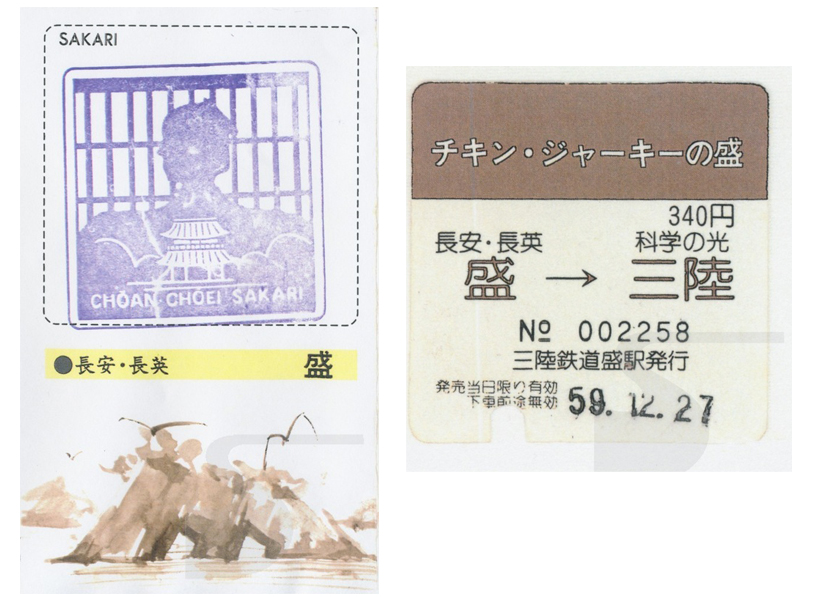 SAKARI
CHŌAN CHŌEI SAKARI
●長安・長英 盛
チキン・ジャーキーの盛
340円
長安・長英 科学の光
盛 → 三陸
№ 002258
三陸鉄道盛駅発行
発売当日限り有効
下車前途無効
59.12.27